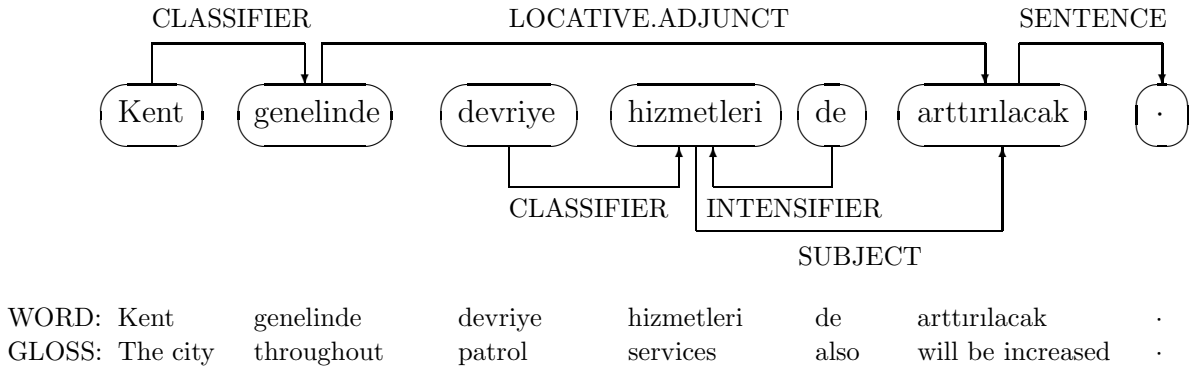 CLASSIFIER LOCATIVE.ADJUNCT SENTENCE
Kent genelinde devriye hizmetleri de arttırılacak .
CLASSIFIER INTENSIFIER
SUBJECT
WORD: Kent genelinde devriye hizmetleri de arttırılacak .
GLOSS: The city throughout patrol services also will be increased .